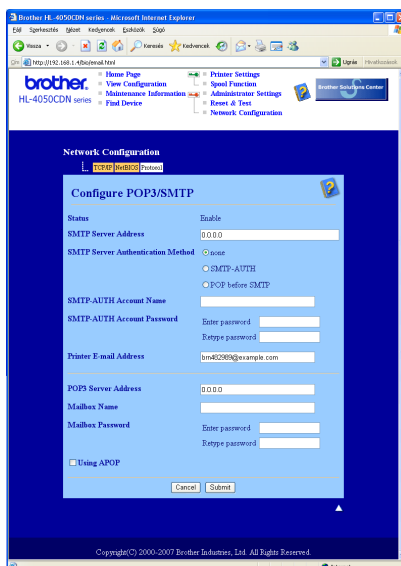 Brother HL-4050CDN series - Microsoft Internet Explorer
Fájl Szerkesztés Nézet Kedvencek Eszközök Súgó
Vissza Keresés Kedvencek
Cím http://192.168.1.4/bio/email.html Ugrás Hivatkozások
brother.
HL-4050CDN series
Home Page
View Configuration
Maintenance Information
Find Device
Printer Settings
Spool Function
Administrator Settings
Reset & Test
Network Configuration
Brother Solutions Center
Network Configuration
TCP/IP NetBIOS Protocol
Configure POP3/SMTP
Status Enable
SMTP Server Address 0.0.0.0
SMTP Server Authentication Method none
SMTP-AUTH
POP before SMTP
SMTP-AUTH Account Name
SMTP-AUTH Account Password Enter password
Retype password
Printer E-mail Address brn482989@example.com
POP3 Server Address 0.0.0.0
Mailbox Name
Mailbox Password Enter password
Retype password
Using APOP
Cancel Submit
Copyright(C) 2000-2007 Brother Industries, Ltd. All Rights Reserved.